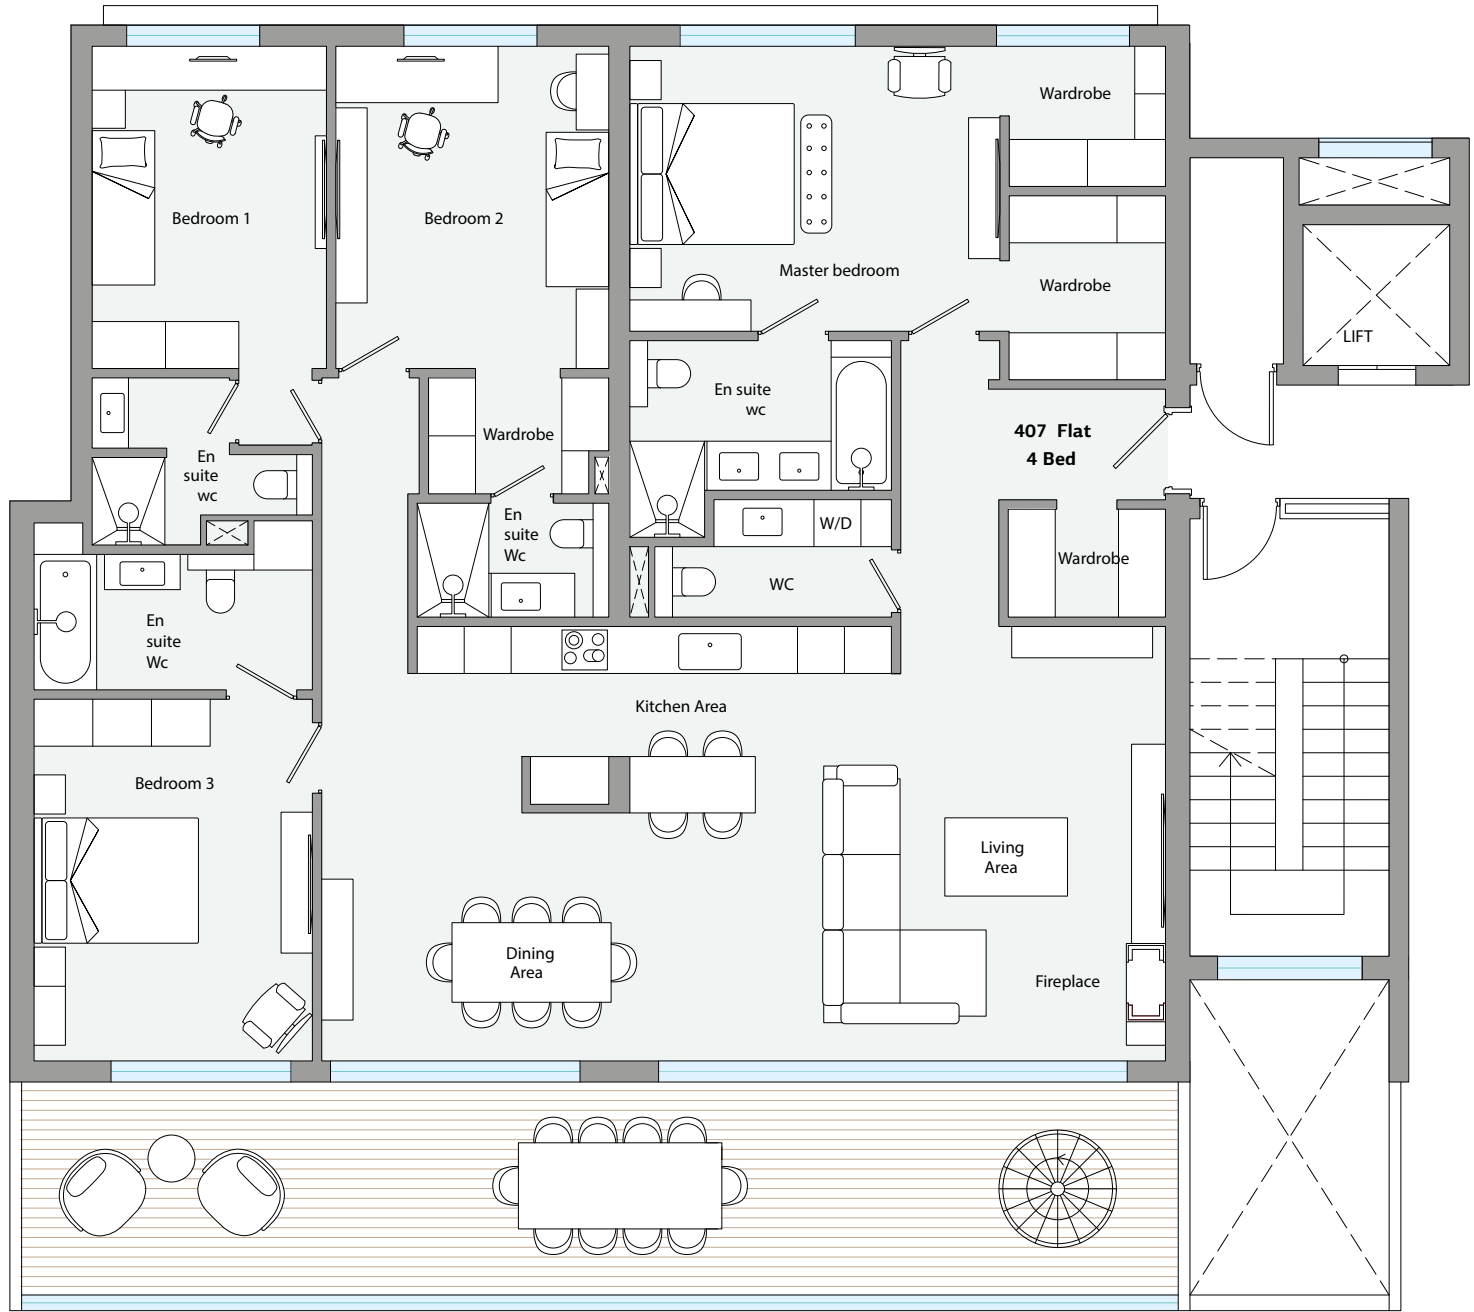 Wardrobe
Bedroom 1
Bedroom 2
Master bedroom
Wardrobe
LIFT
En suite
wc
407 Flat
4 Bed
Wardrobe
En
suite
wc
En
suite
Wc
W/D
WC
Wardrobe
En
suite
Wc
Kitchen Area
Bedroom 3
Living
Area
Dining
Area
Fireplace